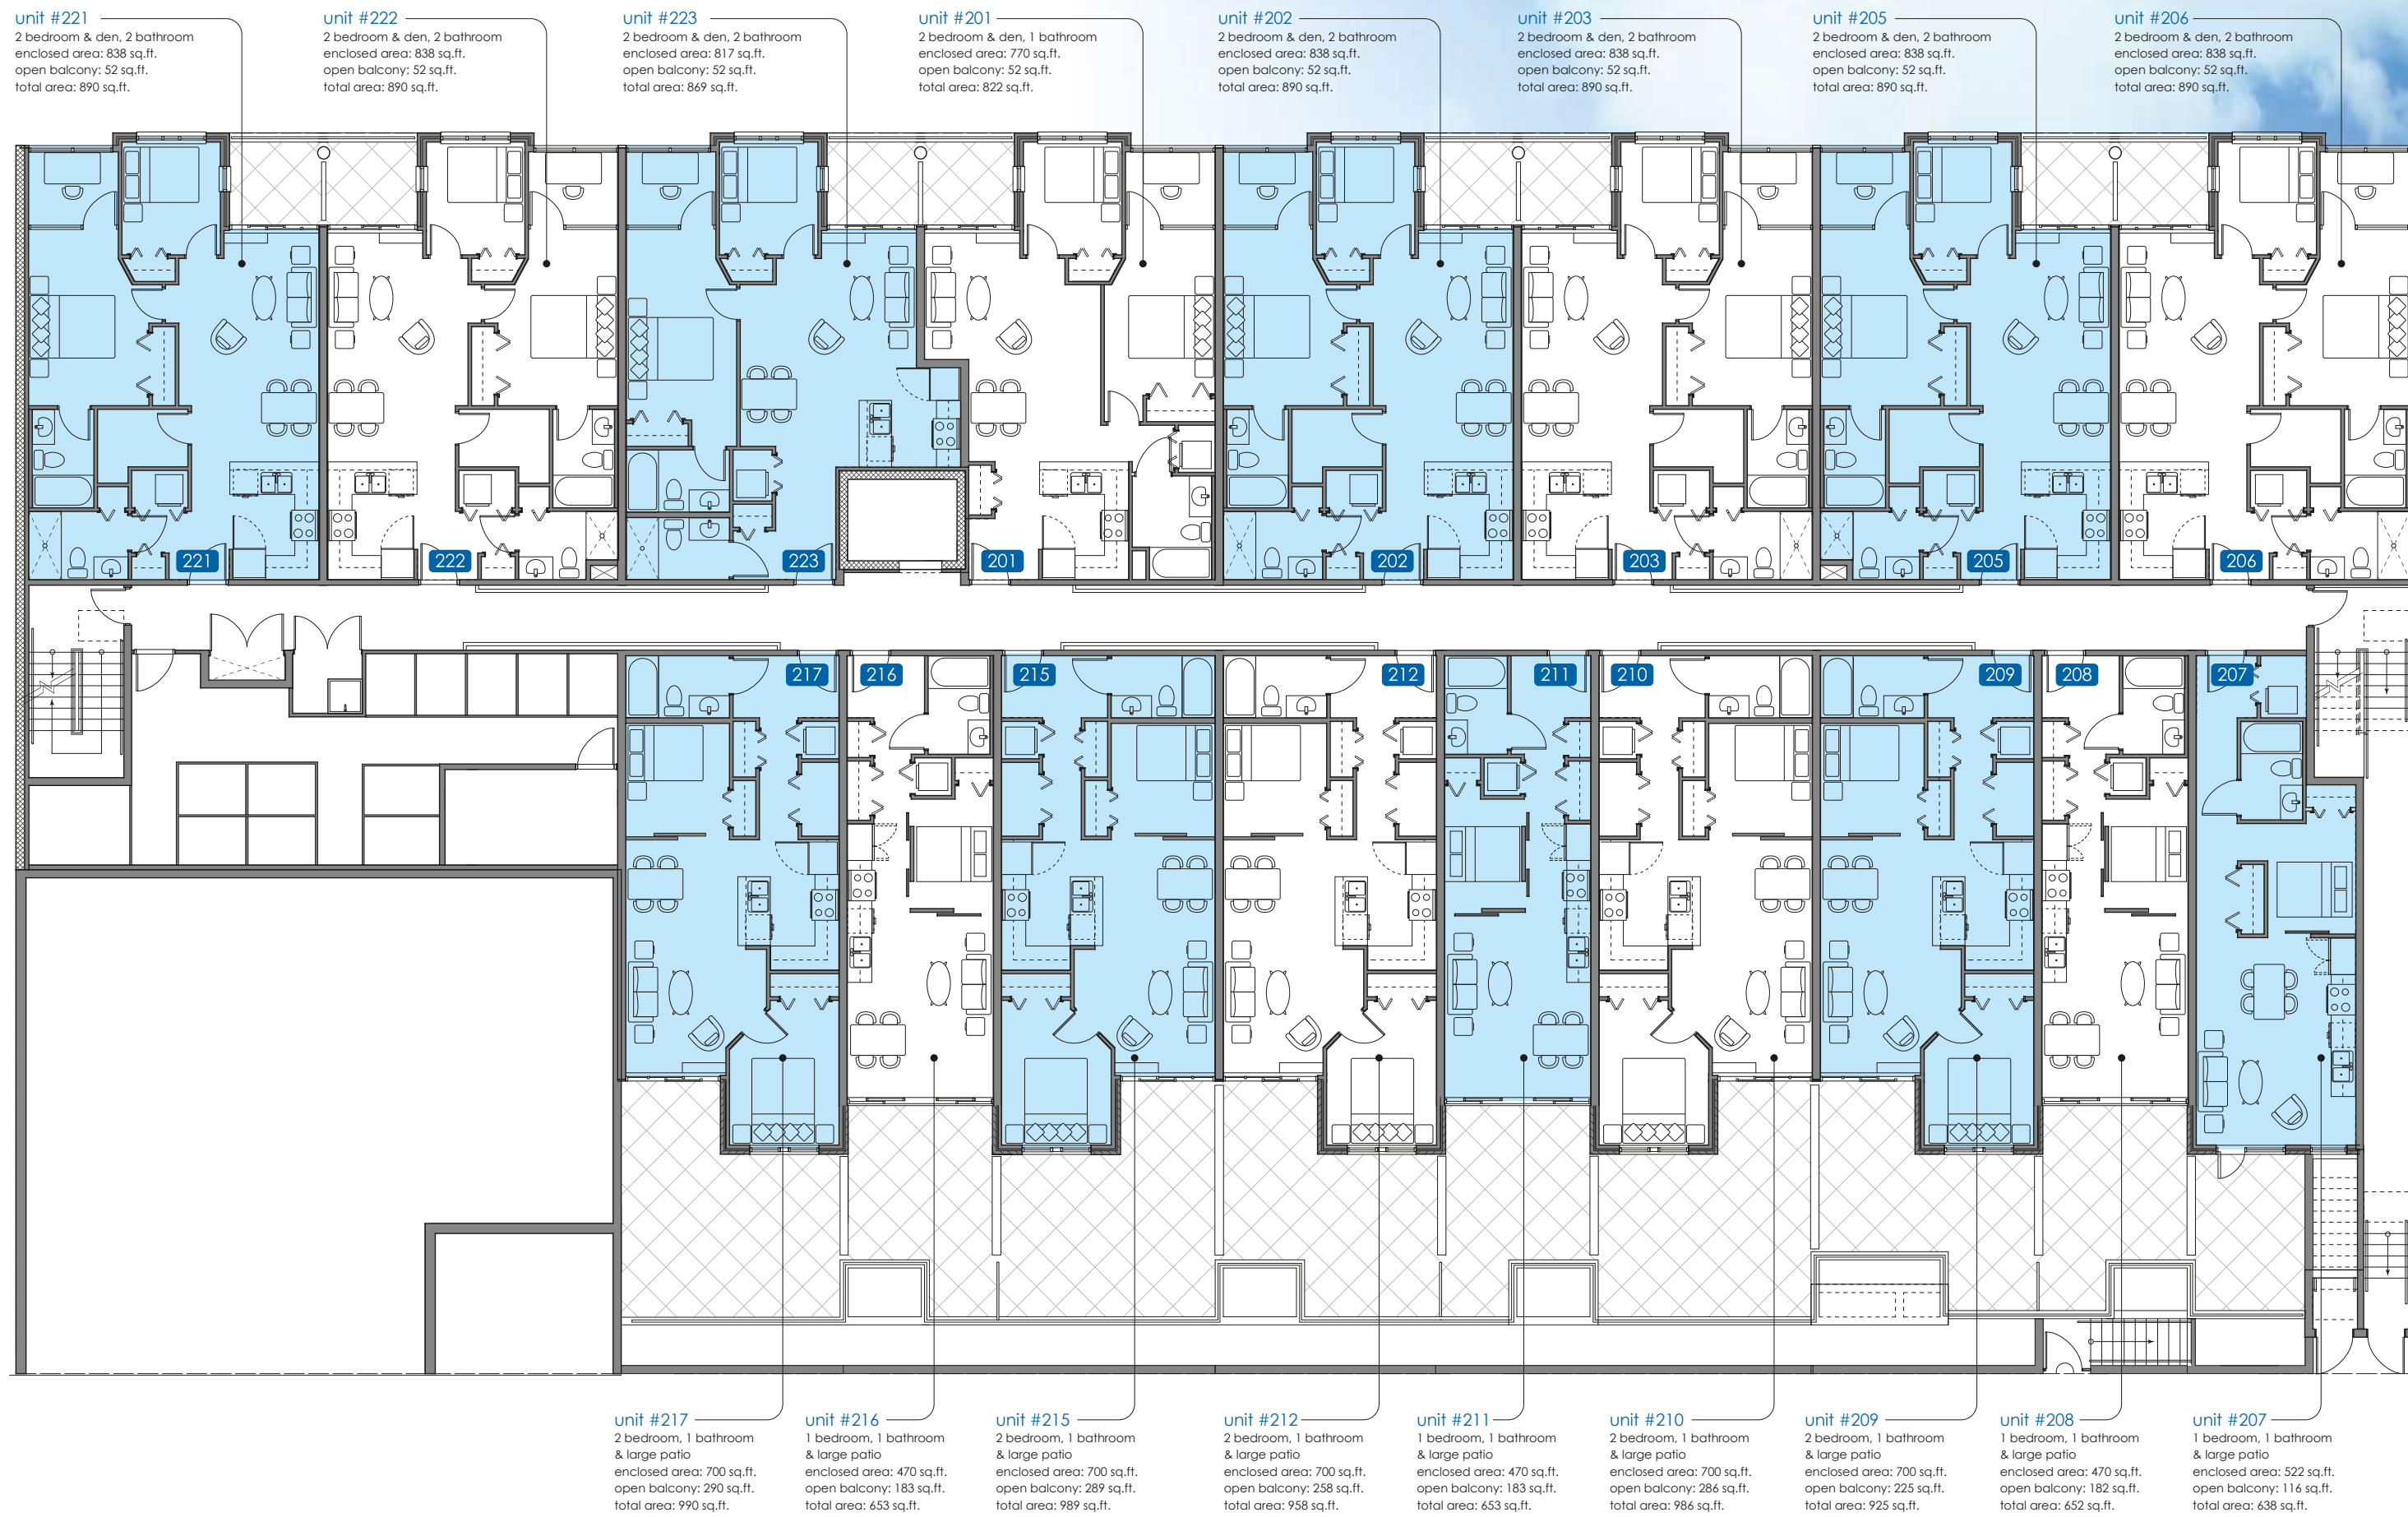 unit #221
2 bedroom & den, 2 bathroom
enclosed area: 838 sq.ft.
open balcony: 52 sq.ft.
total area: 890 sq.ft.
unit #222
2 bedroom & den, 2 bathroom
enclosed area: 838 sq.ft.
open balcony: 52 sq.ft.
total area: 890 sq.ft.
unit #223
2 bedroom & den, 2 bathroom
enclosed area: 817 sq.ft.
open balcony: 52 sq.ft.
total area: 869 sq.ft.
unit #201
2 bedroom & den, 1 bathroom
enclosed area: 770 sq.ft.
open balcony: 52 sq.ft.
total area: 822 sq.ft.
unit #202
2 bedroom & den, 2 bathroom
enclosed area: 838 sq.ft.
open balcony: 52 sq.ft.
total area: 890 sq.ft.
unit #203
2 bedroom & den, 2 bathroom
enclosed area: 838 sq.ft.
open balcony: 52 sq.ft.
total area: 890 sq.ft.
unit #205
2 bedroom & den, 2 bathroom
enclosed area: 838 sq.ft.
open balcony: 52 sq.ft.
total area: 890 sq.ft.
unit #206
2 bedroom & den, 2 bathroom
enclosed area: 838 sq.ft.
open balcony: 52 sq.ft.
total area: 890 sq.ft.
221
222
223
201
202
203
205
206
217
216
215
212
211
210
209
208
207
unit #217
2 bedroom, 1 bathroom
& large patio
enclosed area: 700 sq.ft.
open balcony: 290 sq.ft.
total area: 990 sq.ft.
unit #216
1 bedroom, 1 bathroom
& large patio
enclosed area: 470 sq.ft.
open balcony: 183 sq.ft.
total area: 653 sq.ft.
unit #215
2 bedroom, 1 bathroom
& large patio
enclosed area: 700 sq.ft.
open balcony: 289 sq.ft.
total area: 989 sq.ft.
unit #212
2 bedroom, 1 bathroom
& large patio
enclosed area: 700 sq.ft.
open balcony: 258 sq.ft.
total area: 958 sq.ft.
unit #211
1 bedroom, 1 bathroom
& large patio
enclosed area: 470 sq.ft.
open balcony: 183 sq.ft.
total area: 653 sq.ft.
unit #210
2 bedroom, 1 bathroom
& large patio
enclosed area: 700 sq.ft.
open balcony: 286 sq.ft.
total area: 986 sq.ft.
unit #209
2 bedroom, 1 bathroom
& large patio
enclosed area: 700 sq.ft.
open balcony: 225 sq.ft.
total area: 925 sq.ft.
unit #208
1 bedroom, 1 bathroom
& large patio
enclosed area: 470 sq.ft.
open balcony: 182 sq.ft.
total area: 652 sq.ft.
unit #207
1 bedroom, 1 bathroom
& large patio
enclosed area: 522 sq.ft.
open balcony: 116 sq.ft.
total area: 638 sq.ft.